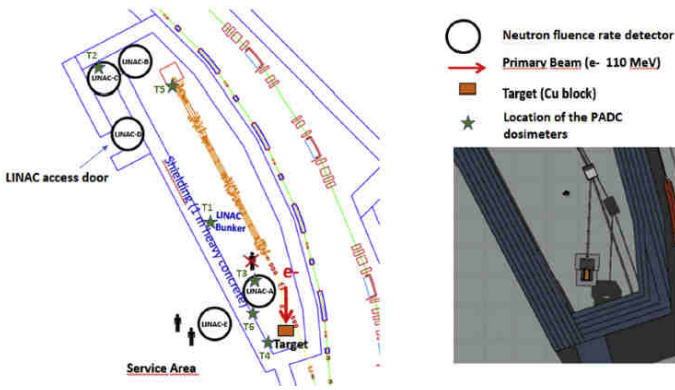 T2
LINAC-B
LINAC-C
T5
LINAC-D
LINAC access door
Shielding (1 m heavy concrete)
T1
LINAC
Bunker
e-
T3
LINAC-A
LINAC-E
T6
Target
T4
Service Area
Neutron fluence rate detector
Primary Beam (e- 110 MeV)
Target (Cu block)
Location of the PADC
dosimeters